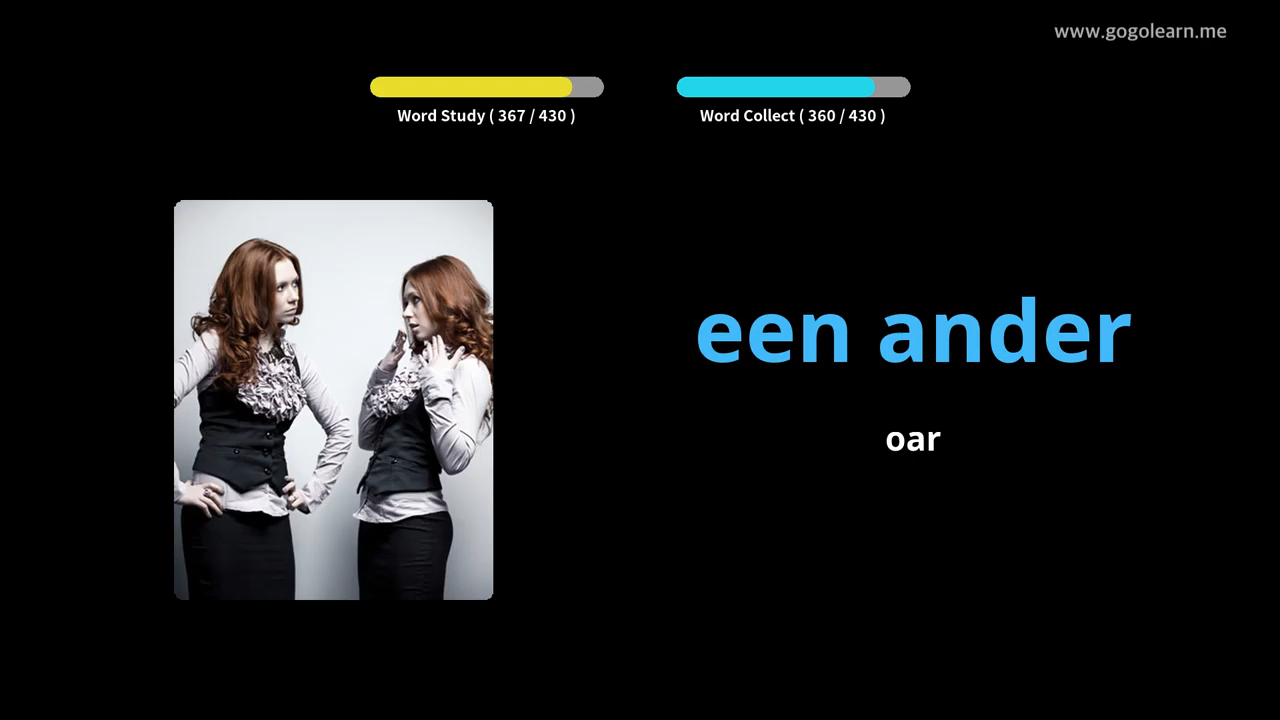 www.gogolearn.me
Word Study ( 367 / 430 )
Word Collect ( 360 / 430 )
een ander
oar